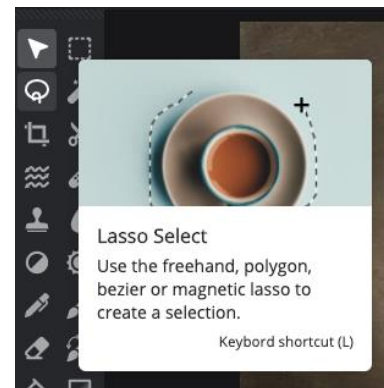 Lasso Select
Use the freehand, polygon,
bezier or magnetic lasso to
create a selection.
Keybord shortcut (L)